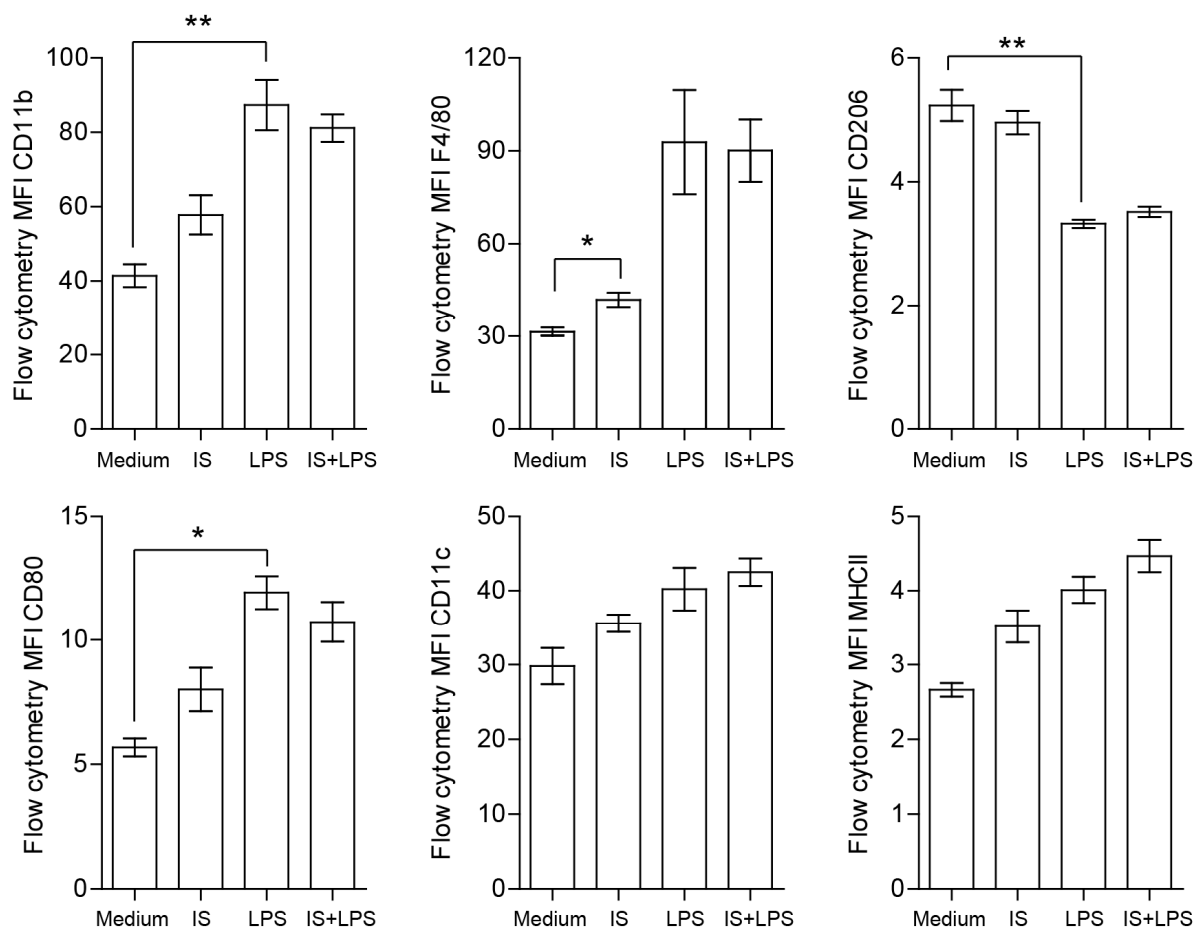 **
Flow cytometry MFI CD11b
100
80
60
40
20
0
Medium IS LPS IS+LPS
*
Flow cytometry MFI F4/80
120
90
60
30
0
Medium IS LPS IS+LPS
**
Flow cytometry MFI CD206
6
4
2
0
Medium IS LPS IS+LPS
*
Flow cytometry MFI CD80
15
10
5
0
Medium IS LPS IS+LPS
Flow cytometry MFI CD11c
50
40
30
20
10
0
Medium IS LPS IS+LPS
Flow cytometry MFI MHCII
5
4
3
2
1
0
Medium IS LPS IS+LPS